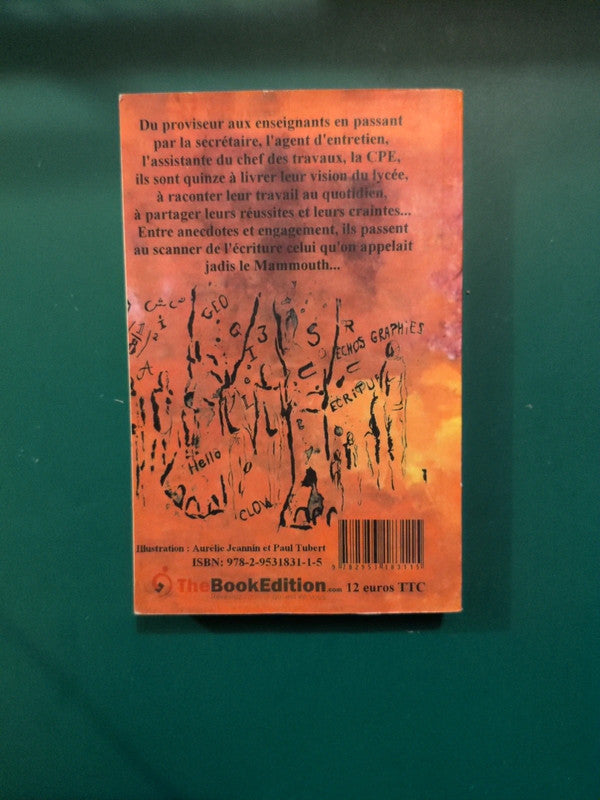 Du proviseur aux enseignants en passant
par la secrétaire, l'agent d'entretien,
l'assistante du chef des travaux, la CPE,
ils sont quinze à livrer leur vision du lycée,
à raconter leur travail au quotidien,
à partager leurs réussites et leurs craintes...
Entre anecdotes et engagement, ils passent
au scanner de l'écriture celui qu'on appelait
jadis le Mammouth...
GEO
ECHOS GRAPHIES
Hello
CLOW
Illustration : Aurélie Jeannin et Paul Tubert
ISBN: 978-2-9531831-1-5
TheBookEdition.com 12 euros TTC